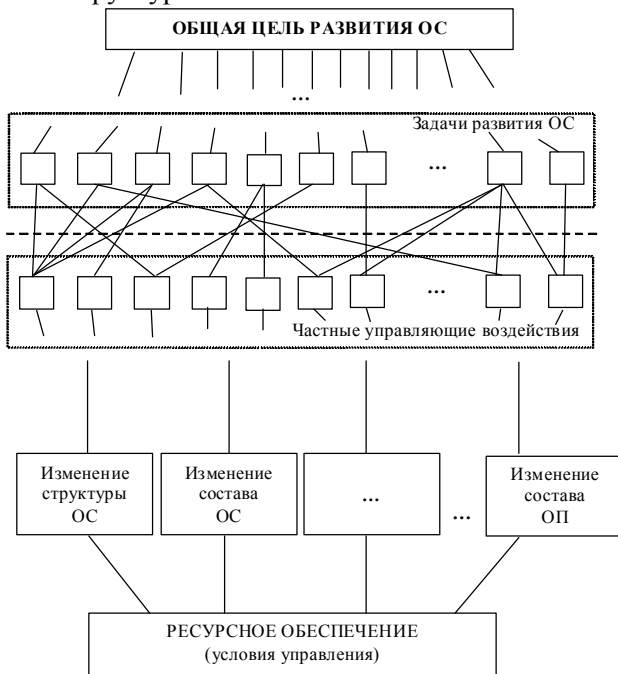 ОБЩАЯ ЦЕЛЬ РАЗВИТИЯ ОС
...
Задачи развития ОС
...
...
Частные управляющие воздействия
Изменение
структуры
ОС
Изменение
состава
ОС
...
...
Изменение
состава
ОП
РЕСУРСНОЕ ОБЕСПЕЧЕНИЕ
(условия управления)